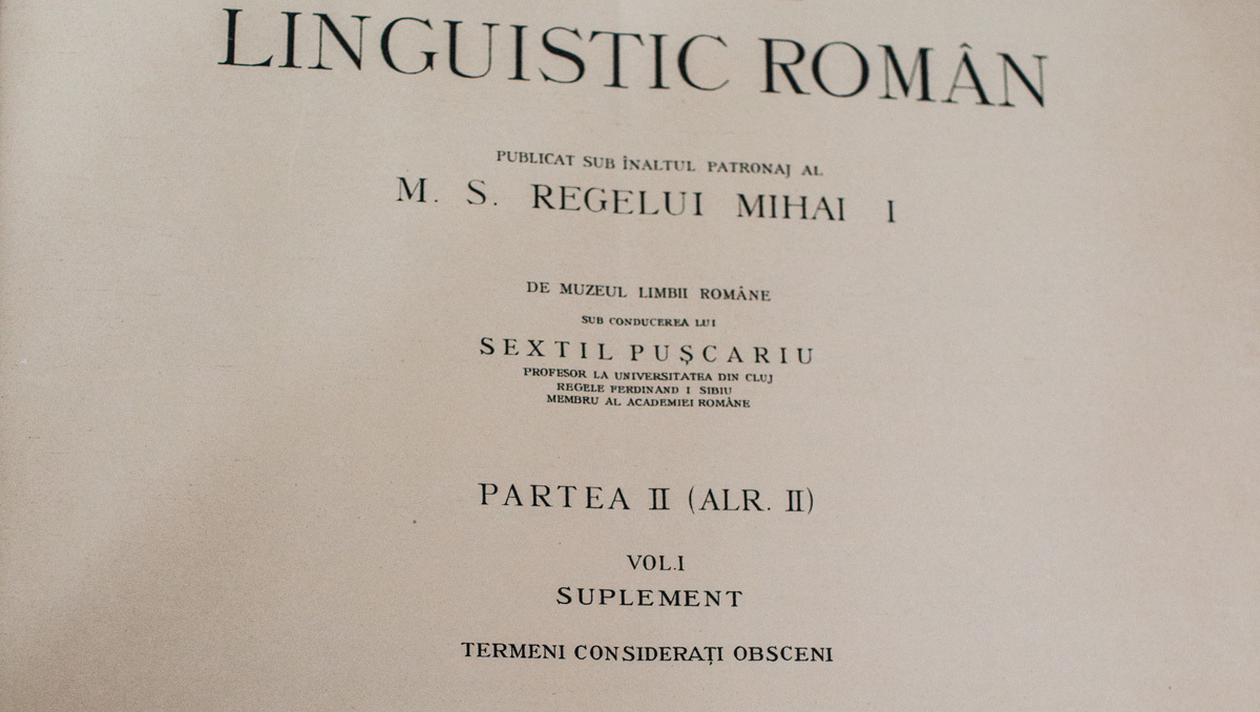 LINGUISTIC ROMÂN
PUBLICAT SUB ÎNALTUL PATRONAJ AL
M. S. REGELUI MIHAI I
DE MUZEUL LIMBII ROMÂNE
SUB CONDUCEREA LUI
SEXTIL PUȘCARIU
PROFESOR LA UNIVERSITATEA DIN CLUJ
REGELE FERDINAND I SIBIU
MEMBRU AL ACADEMIEI ROMÂNE
PARTEA II (ALR. II)
VOL.I
SUPLEMENT
TERMENI CONSIDERAȚI OBSCENI